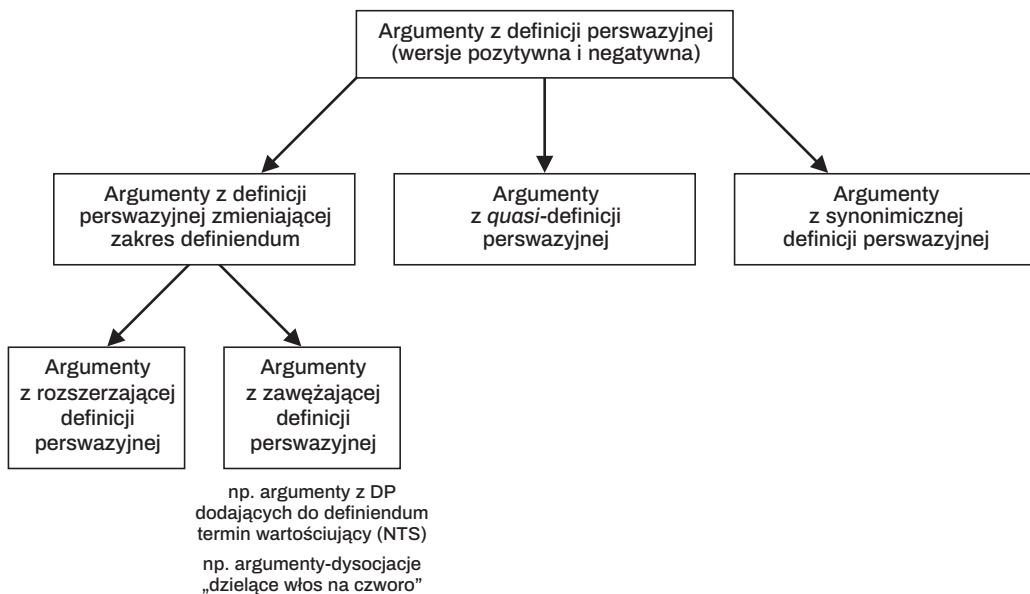 Argumenty z definicji perswazyjnej
(wersje pozytywna i negatywna)
Argumenty z definicji
perswazyjnej zmieniającej
zakres definiendum
Argumenty
z quasi-definicji
perswazyjnej
Argumenty
z synonimicznej
definicji perswazyjnej
Argumenty
z rozszerzającej
definicji
perswazyjnej
Argumenty
z zawężającej
definicji
perswazyjnej
np. argumenty z DP
dodających do definiendum
termin wartościujący (NTS)
np. argumenty-dysocjacje
„dzielące włos na czworo”